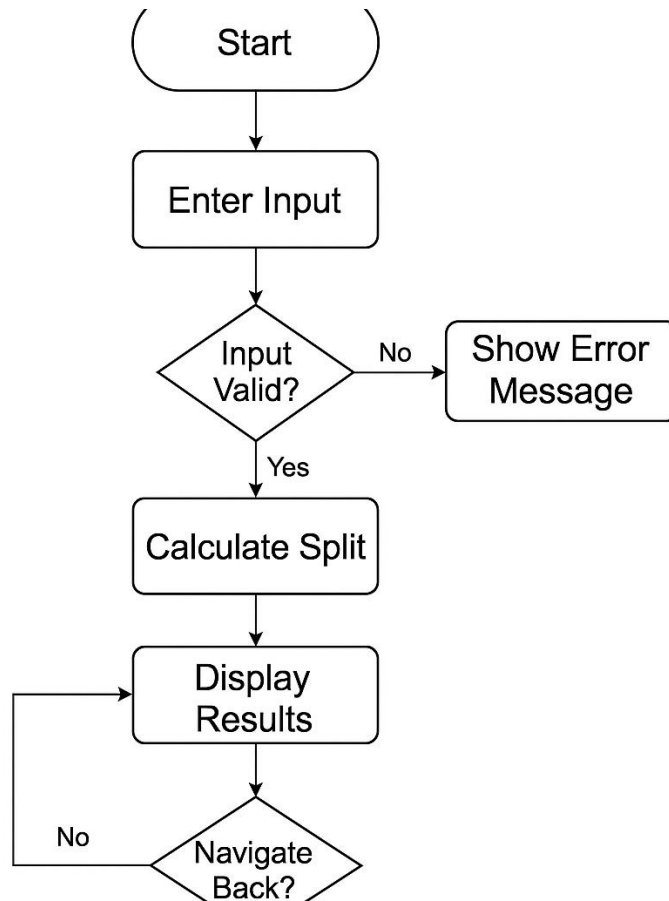 Start
Enter Input
Input
Valid?
No
Show Error
Message
Yes
Calculate Split
Display
Results
No
Navigate
Back?